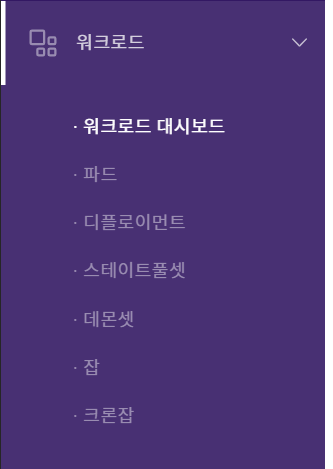 워크로드
· 워크로드 대시보드
· 파드
· 디플로이먼트
· 스테이트풀셋
· 데몬셋
· 잡
· 크론잡